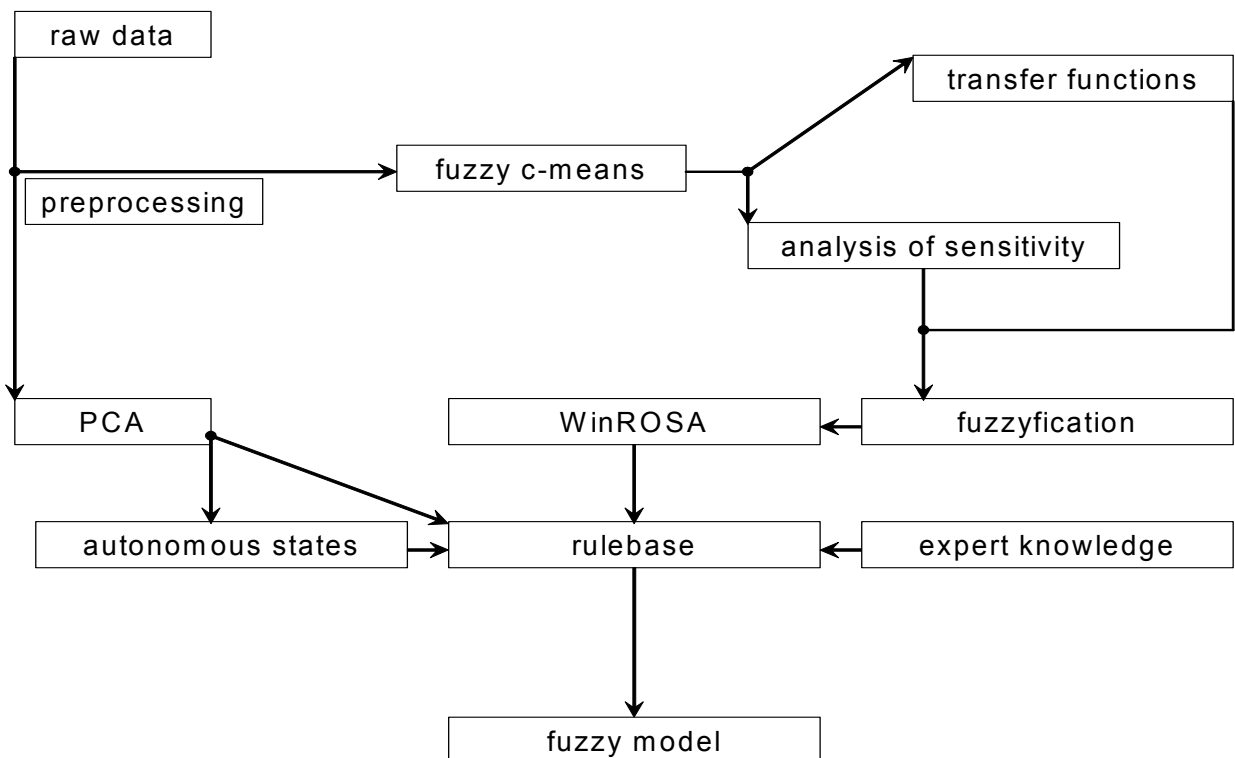 raw data
transfer functions
fuzzy c-means
preprocessing
analysis of sensitivity
PCA
WinROSA
fuzzyfication
autonomous states
rulebase
expert knowledge
fuzzy model